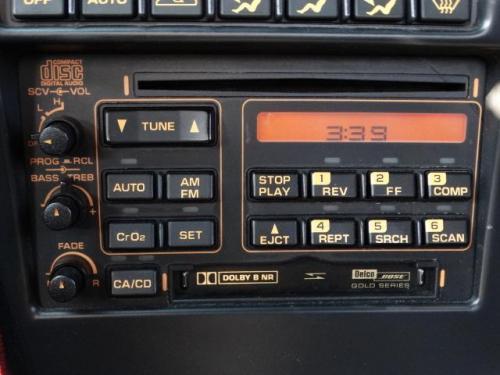 OFF AUTO
COMPACT
disc
DIGITAL AUDIO
SCV VOL
L H
TUNE
3:39
PROG RCL
BASS TREB
+
AUTO AM FM
STOP PLAY 1 REV 2 FF 3 COMP
CrO2 SET
EJCT 4 REPT 5 SRCH 6 SCAN
FADE
R
CA/CD
DOLBY B NR
Delco BOSE
GOLD SERIES